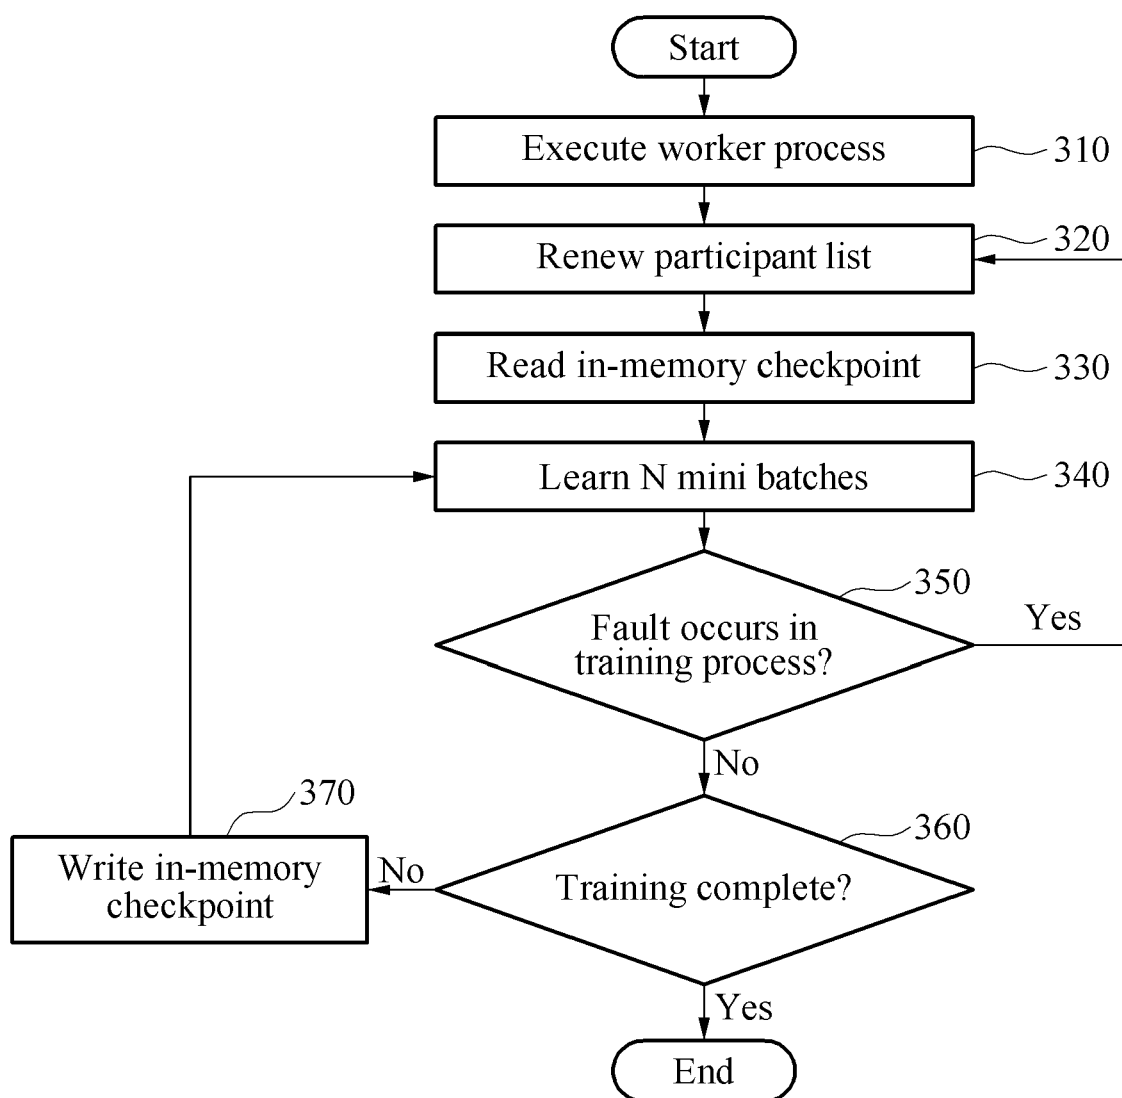 Start
Execute worker process
310
Renew participant list
320
Read in-memory checkpoint
330
Learn N mini batches
340
350
Fault occurs in
training process?
Yes
No
370
360
Write in-memory
checkpoint
No
Training complete?
Yes
End